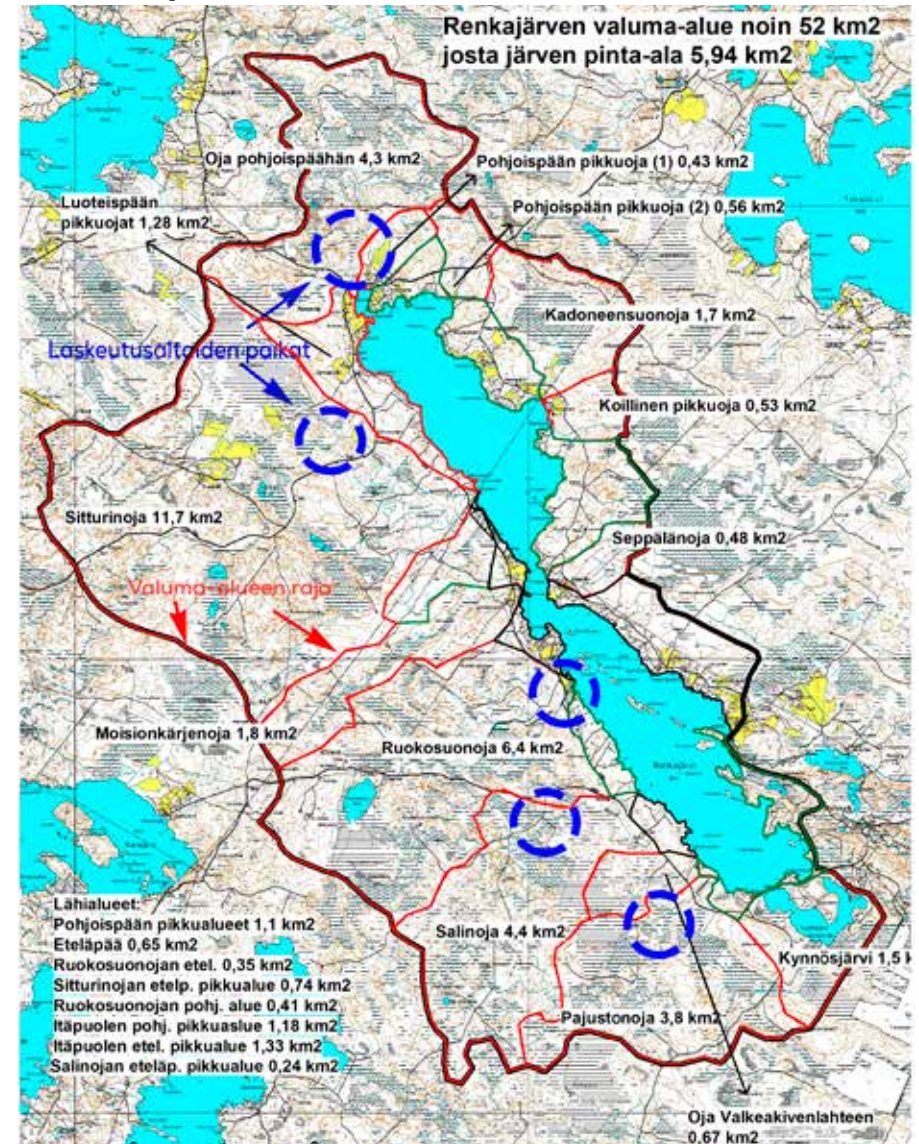 Renkajärven valuma-alue noin 52 km2
josta järven pinta-ala 5,94 km2
Oja pohjoispäähän 4,3 km2
Pohjoispään pikkuoja (1) 0,43 km2
Luoteispään
pikkuojat 1,28 km2
Pohjoispään pikkuoja (2) 0,56 km2
Kadoneensuonoja 1,7 km2
Laskeutusaltaiden paikat
Koillinen pikkuoja 0,53 km2
Sitturinoja 11,7 km2
Seppälänoja 0,48 km2
Valuma-alueen raja
Moisionkärjenoja 1,8 km2
Ruokosuonoja 6,4 km2
Renkajärvi
Lähialueet:
Pohjoispään pikkualueet 1,1 km2
Eteläpää 0,65 km2
Ruokosuonojan etel. 0,35 km2
Sitturinojan etelp. pikkualue 0,74 km2
Ruokosuonojan pohj. alue 0,41 km2
Itäpuolen pohj. pikkuaslue 1,18 km2
Itäpuolen etel. pikkualue 1,33 km2
Salinojan eteläp. pikkualue 0,24 km2
Salinoja 4,4 km2
Kynnösjärvi 1,5 k
Pajustonoja 3,8 km2
Oja Valkeakivenlahteen
0,67 km2